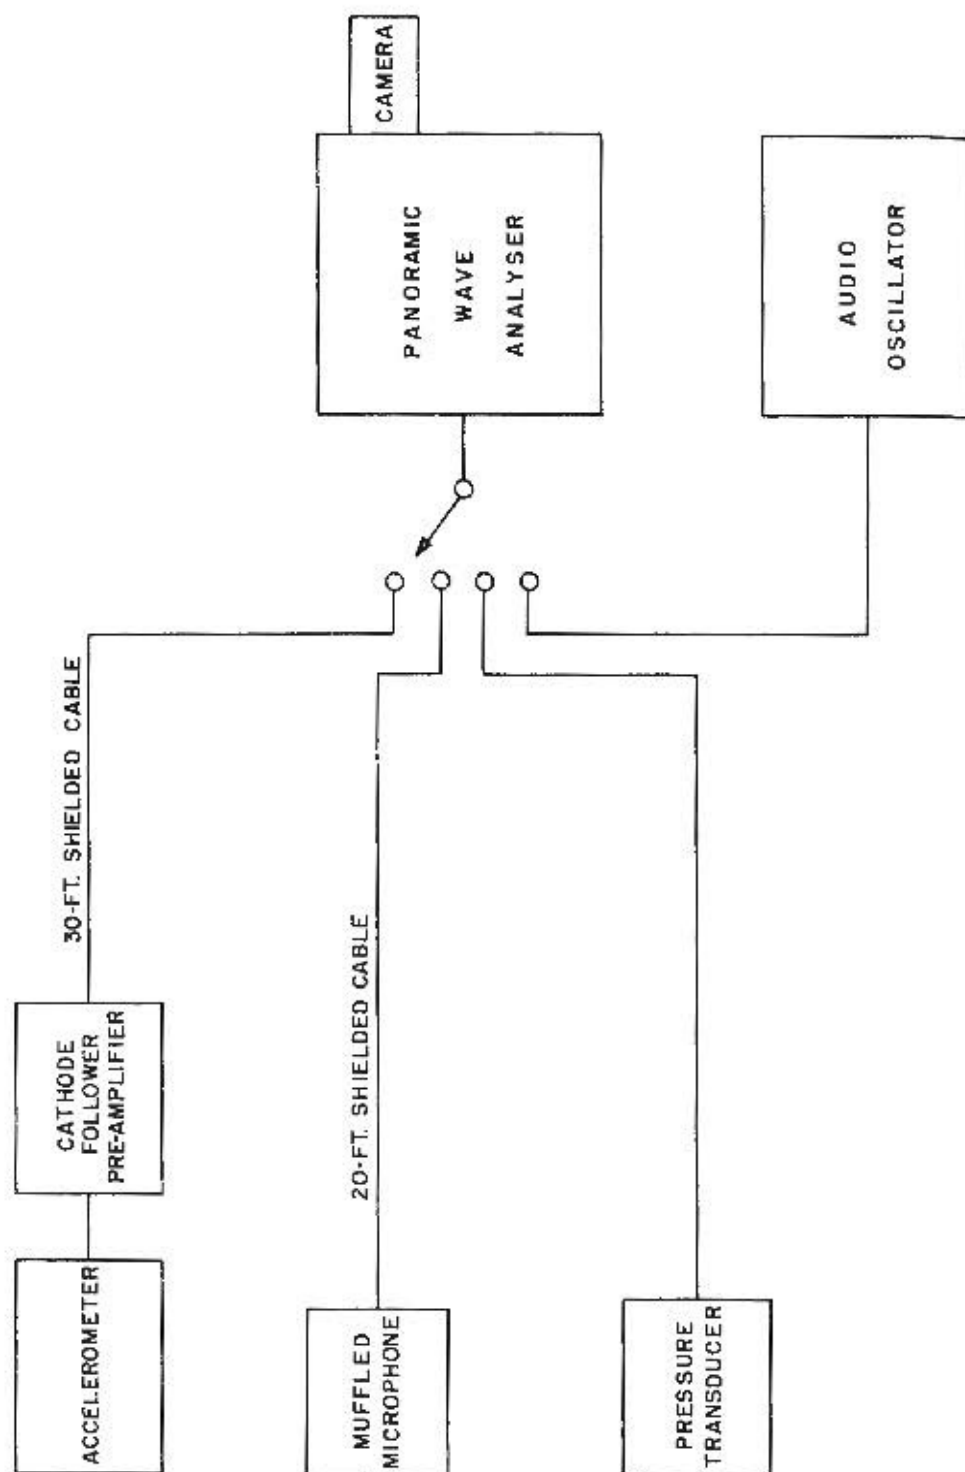 ACCELEROMETER
CATHODE
FOLLOWER
PRE-AMPLIFIER
30-FT. SHIELDED CABLE
MUFFLED
MICROPHONE
20-FT. SHIELDED CABLE
PRESSURE
TRANSDUCER
CAMERA
PANORAMIC
WAVE
ANALYSER
AUDIO
OSCILLATOR